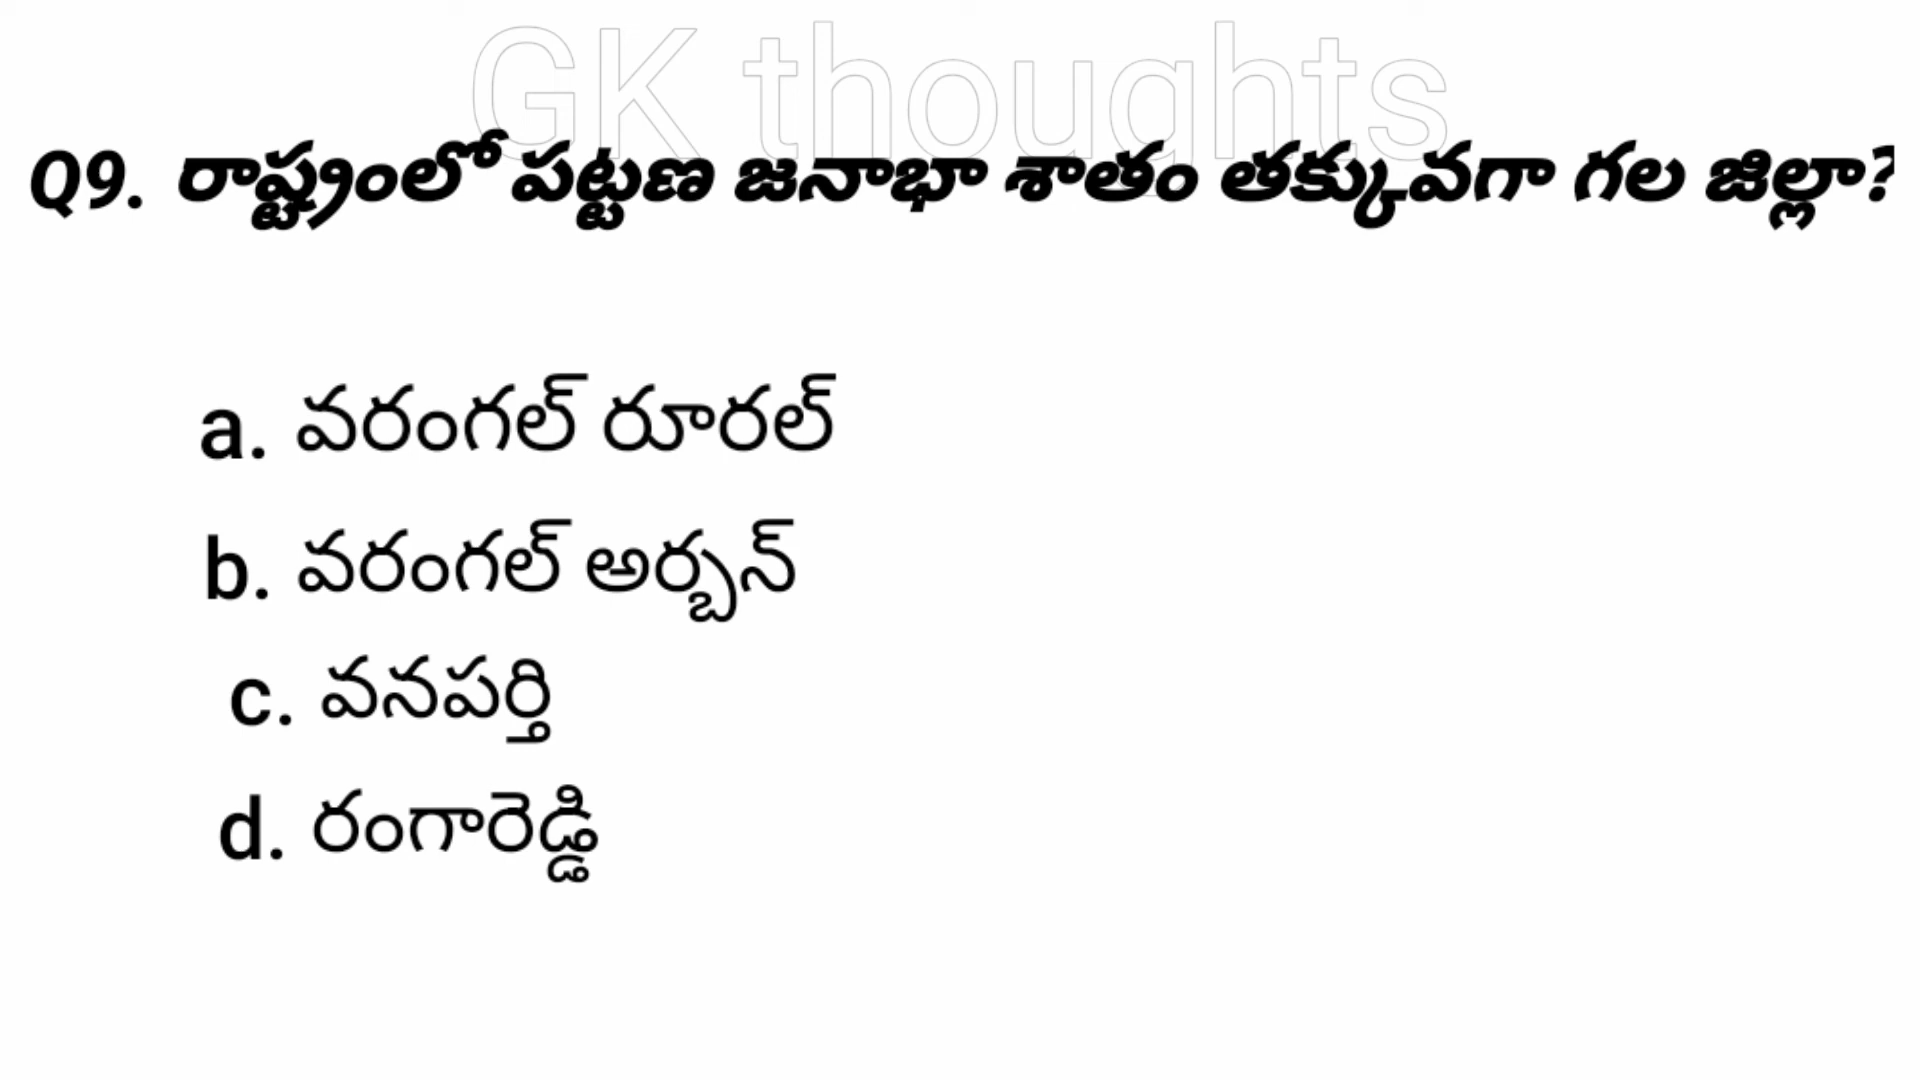 GK thoughts
Q9. రాష్ట్రంలో పట్టణ జనాభా శాతం తక్కువగా గల జిల్లా?
a. వరంగల్ రూరల్
b. వరంగల్ అర్బన్
c. వనపర్తి
d. రంగారెడ్డి